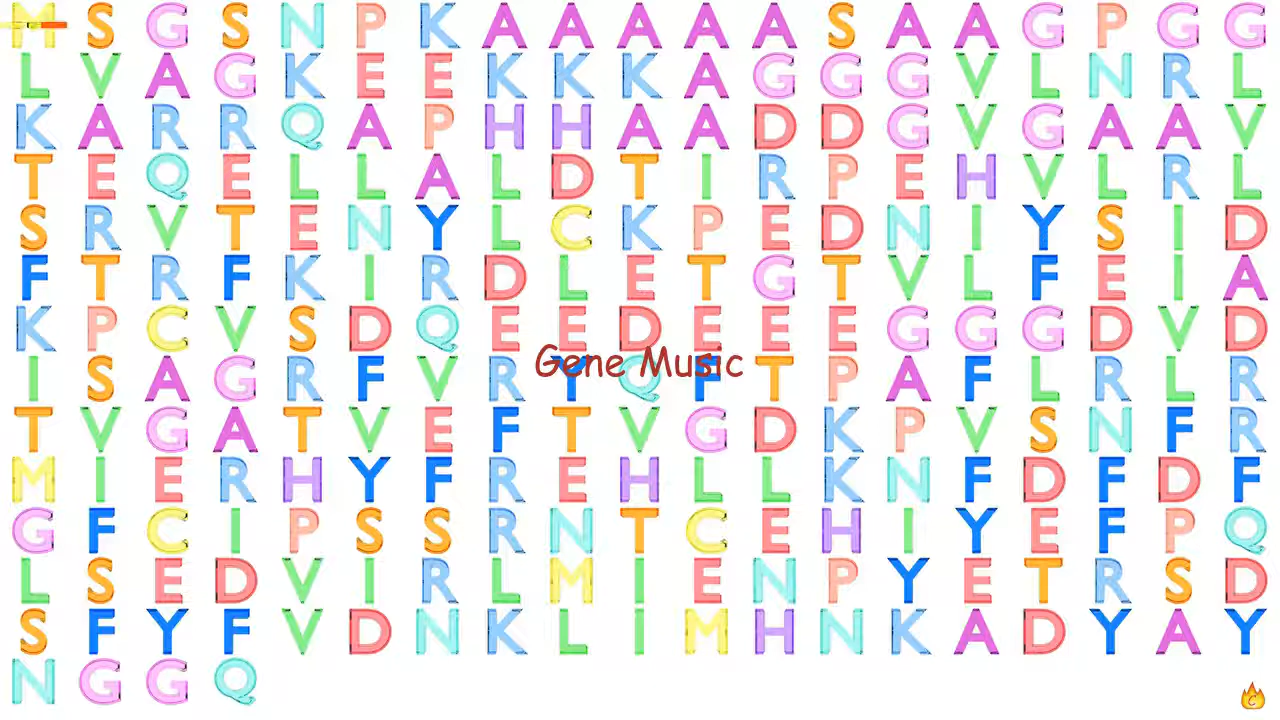 M S G S N P K A A A A A S A A G P G G
L V A G K E E K K K A G G G V L N R L
K A R R Q A P H H A A D D G V G A A V
T E Q E L L A L D T I R P E H V L R L
S R V T E N Y L C K P E D N I Y S I D
F T R F K I R D L E T G T V L F E I A
K P C V S D Q E E D E E E G G G D V D
I S A G R F V R Y Q F T P A F L R L R
Gene Music
T V G A T V E F T V G D K P V S N F R
M I E R H Y F R E H L L K N F D F D F
G F C I P S S R N T C E H I Y E F P Q
L S E D V I R L M I E N P Y E T R S D
S F Y F V D N K L I M H N K A D Y A Y
N G G Q